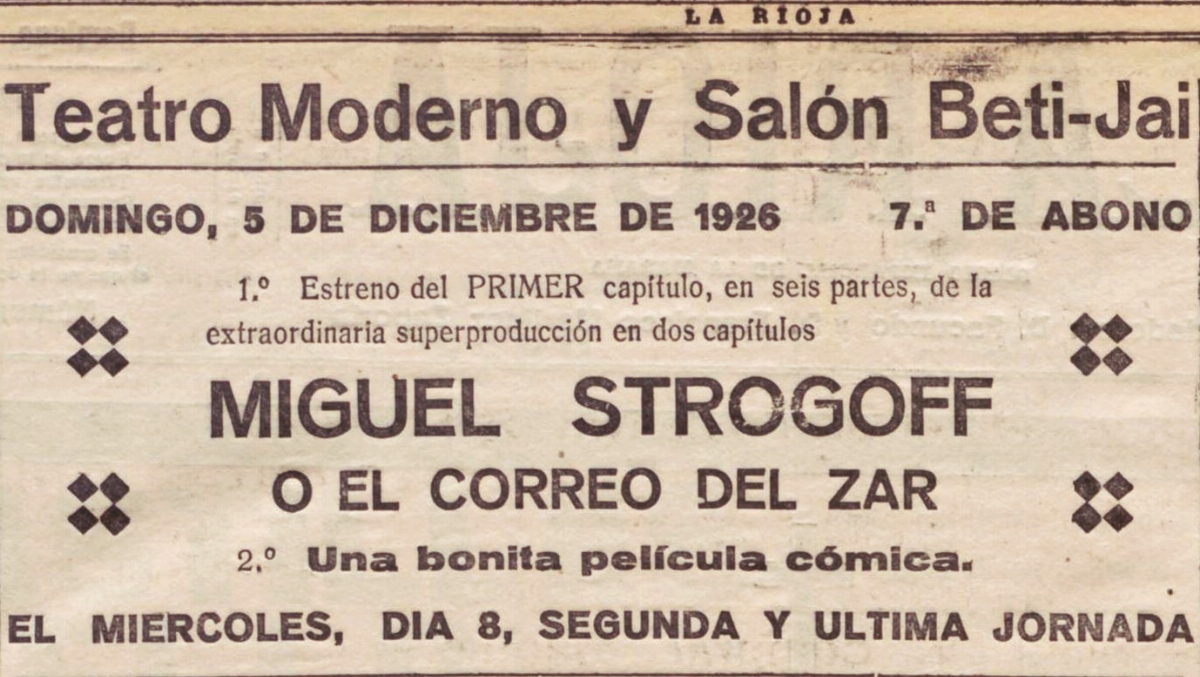 LA RIOJA
Teatro Moderno y Salón Beti-Jai
DOMINGO, 5 DE DICIEMBRE DE 1926 7.ª DE ABONO
1.º Estreno del PRIMER capítulo, en seis partes, de la
extraordinaria superproducción en dos capítulos
MIGUEL STROGOFF
O EL CORREO DEL ZAR
2.º Una bonita película cómica.
EL MIERCOLES, DIA 8, SEGUNDA Y ULTIMA JORNADA